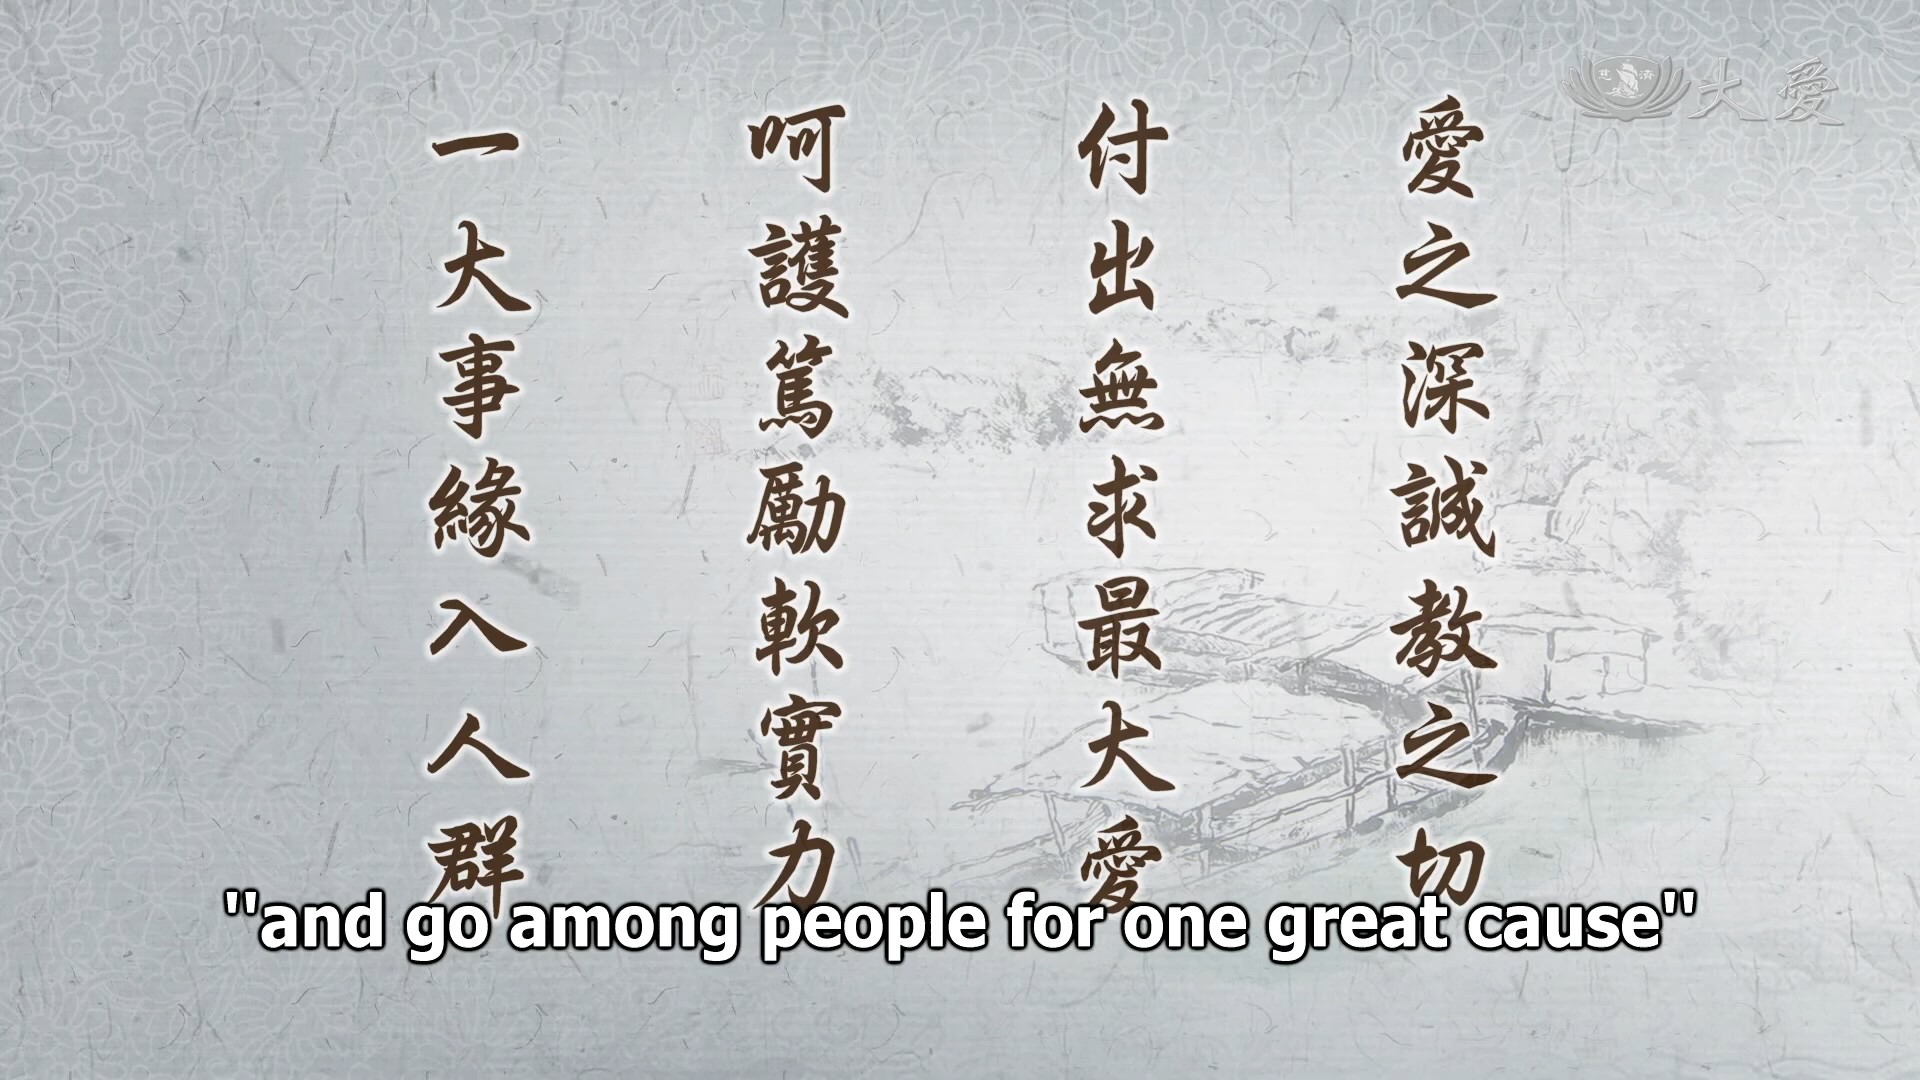 愛之深誠教之切
付出無求最大愛
呵護篤勵軟實力
一大事緣入人群
慈濟
大愛
"and go among people for one great cause"